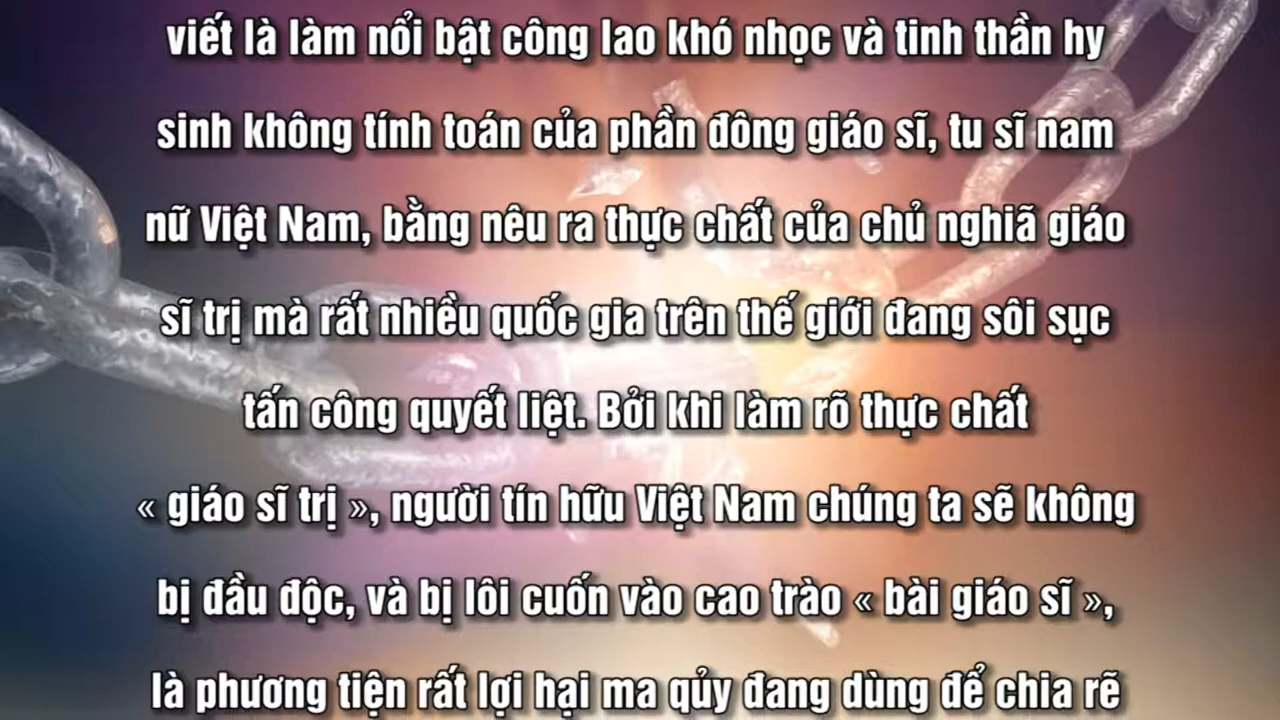 viết là làm nổi bật công lao khó nhọc và tinh thần hy
sinh không tính toán của phần đông giáo sĩ, tu sĩ nam
nữ Việt Nam, bằng nêu ra thực chất của chủ nghiã giáo
sĩ trị mà rất nhiều quốc gia trên thế giới đang sôi sục
tấn công quyết liệt. Bởi khi làm rõ thực chất
« giáo sĩ trị », người tín hữu Việt Nam chúng ta sẽ không
bị đầu độc, và bị lôi cuốn vào cao trào « bài giáo sĩ »,
là phương tiện rất lợi hại ma qủy đang dùng để chia rẽ